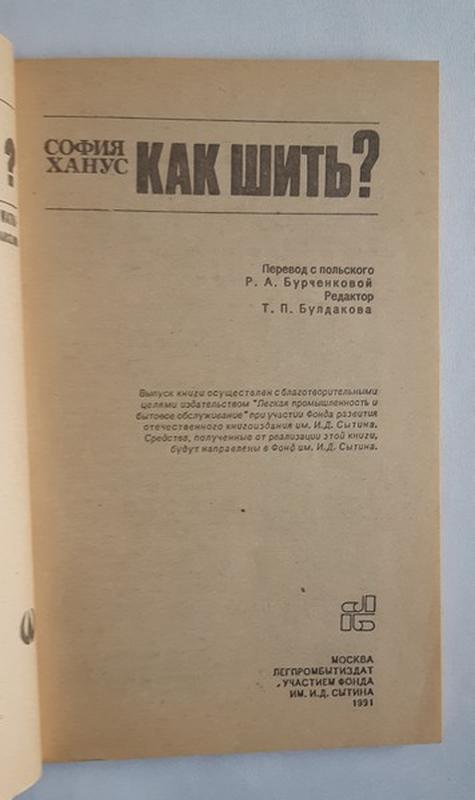 ?
СОФИЯ
ХАНУС
КАК ШИТЬ?
Перевод с польского
Р. А. Бурченковой
Редактор
Т. П. Булдакова
Выпуск книги осуществлен с благотворительными
целями издательством "Легкая промышленность и
бытовое обслуживание" при участии Фонда развития
отечественного книгоиздания им. И.Д. Сытина.
Средства, полученные от реализации этой книги,
будут направлены в Фонд им. И.Д. Сытина.
МОСКВА
ЛЕГПРОМБЫТИЗДАТ
УЧАСТИЕМ ФОНДА
ИМ. И.Д. СЫТИНА
1991